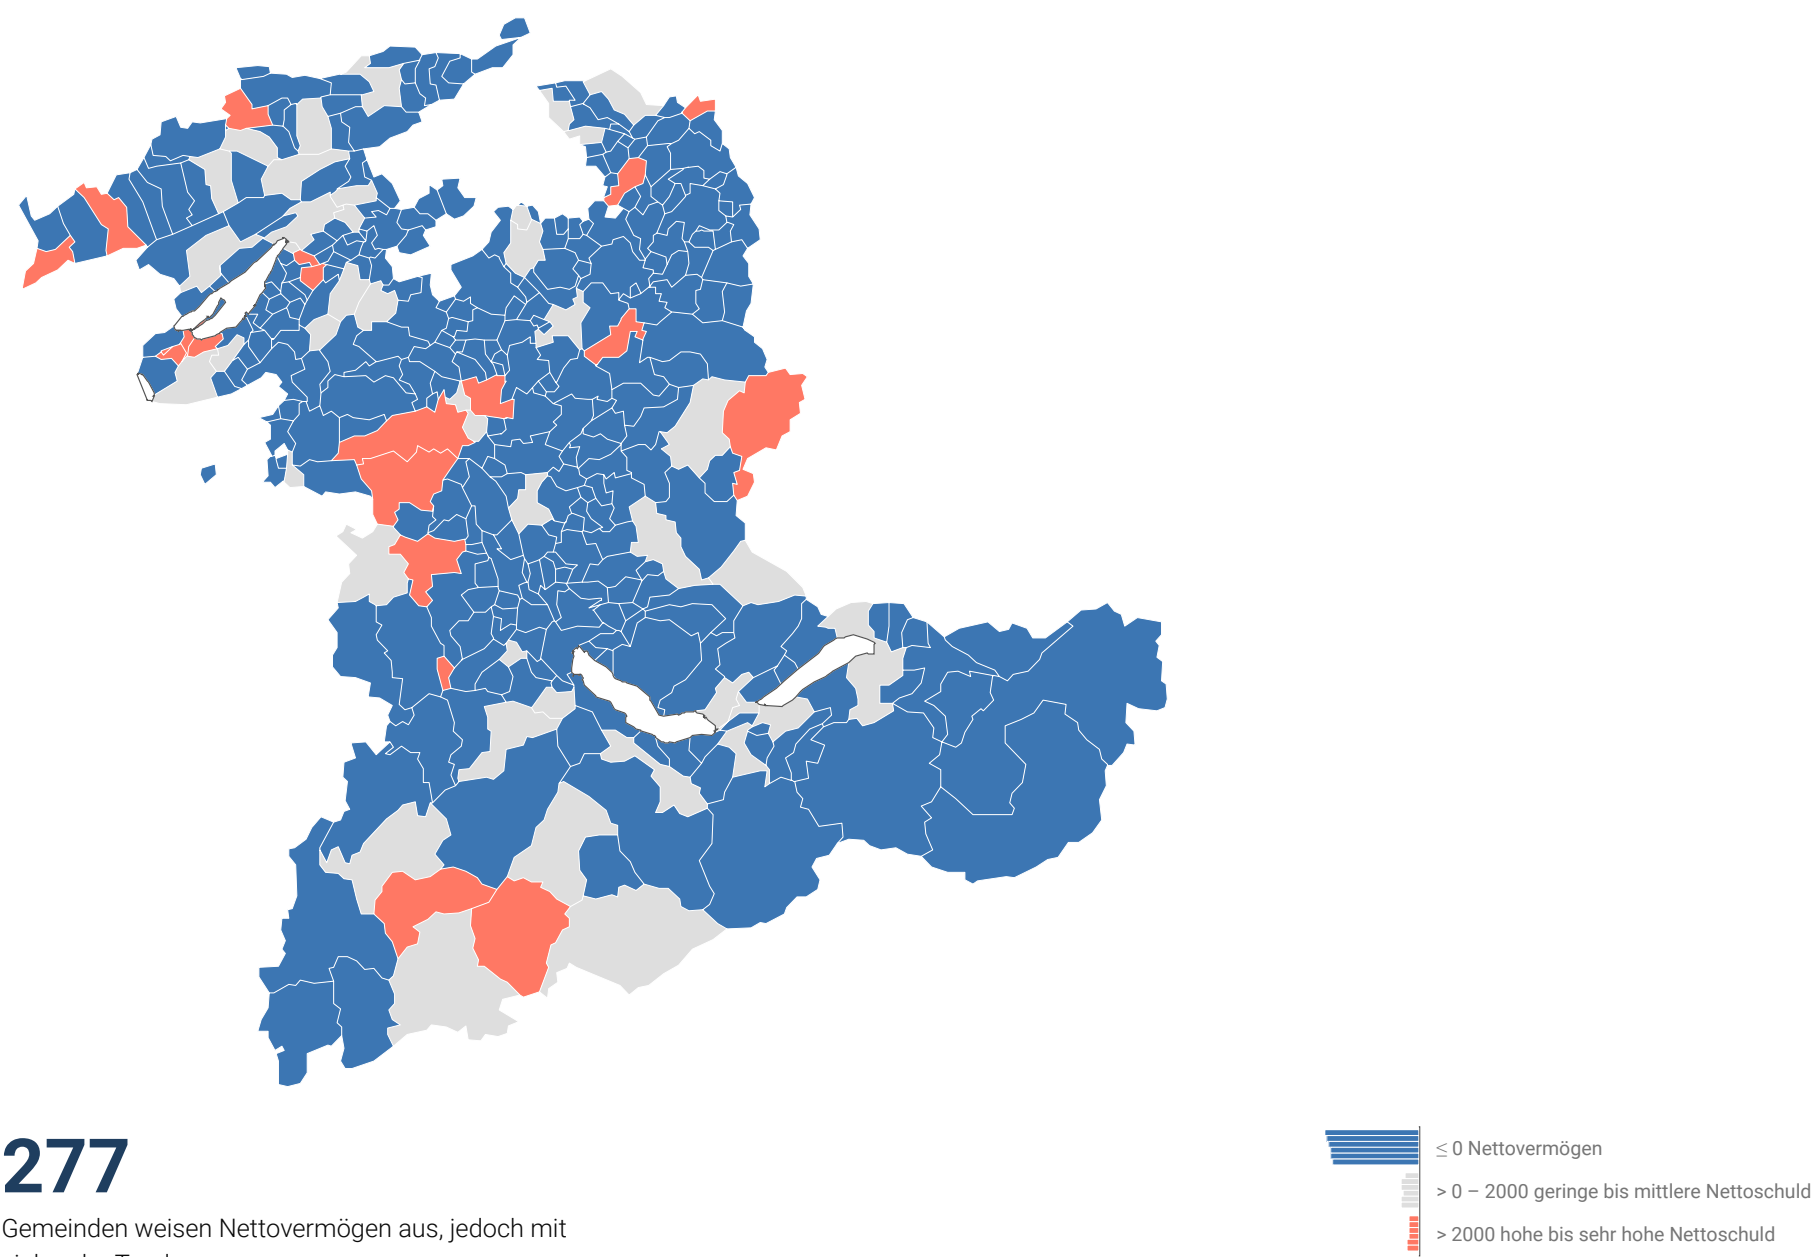 277
Gemeinden weisen Nettovermögen aus, jedoch mit
≤ 0 Nettovermögen
> 0 – 2000 geringe bis mittlere Nettoschuld
> 2000 hohe bis sehr hohe Nettoschuld